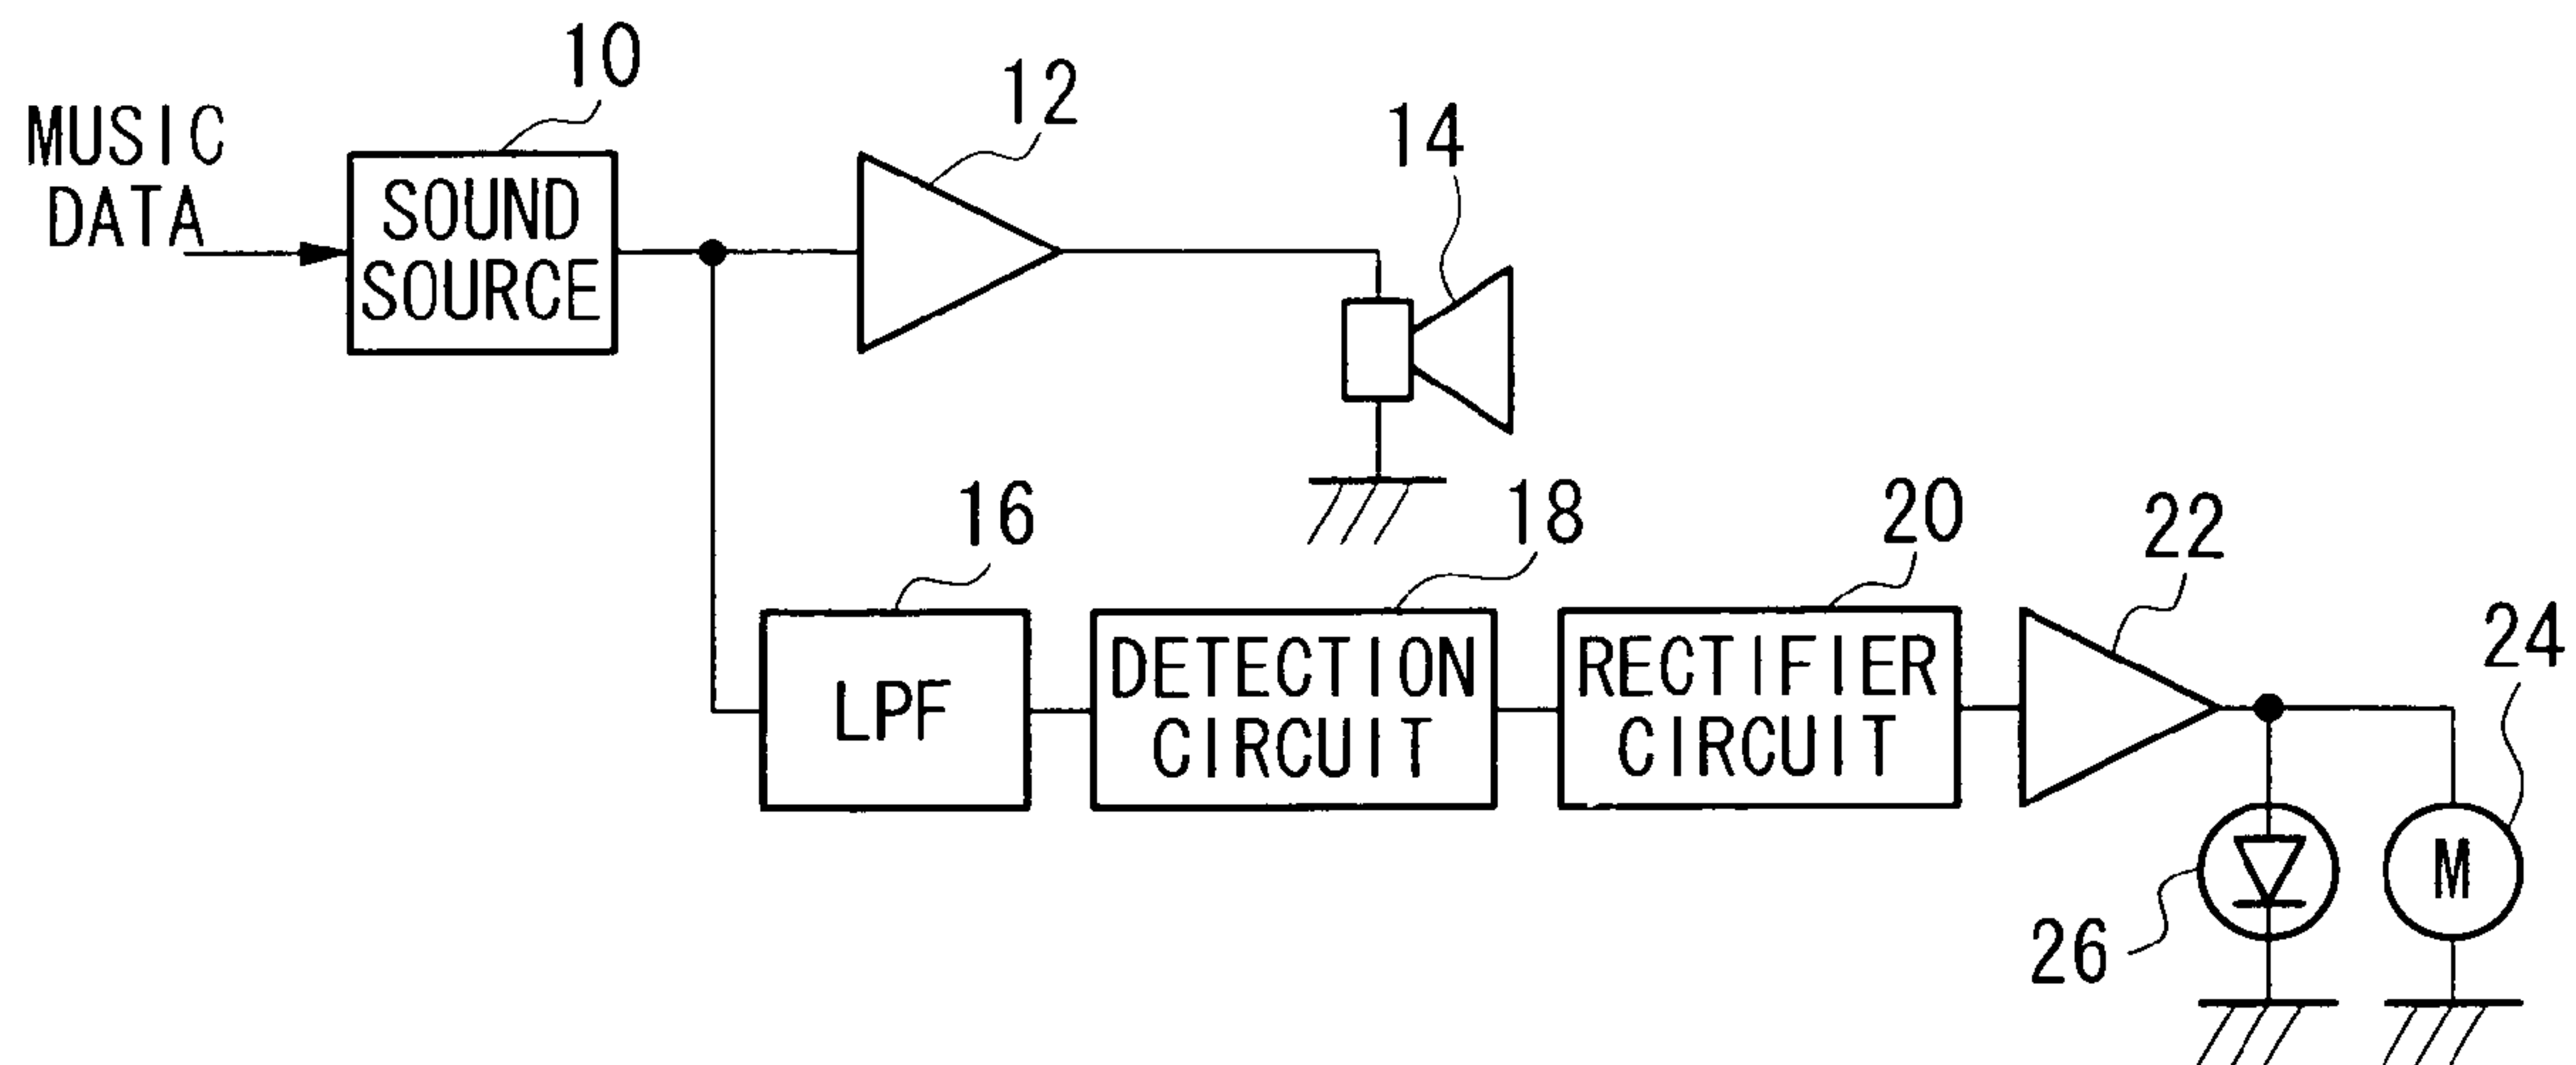 10
12
14
MUSIC
DATA
SOUND
SOURCE
16
18
20
22
24
LPF
DETECTION
CIRCUIT
RECTIFIER
CIRCUIT
M
26